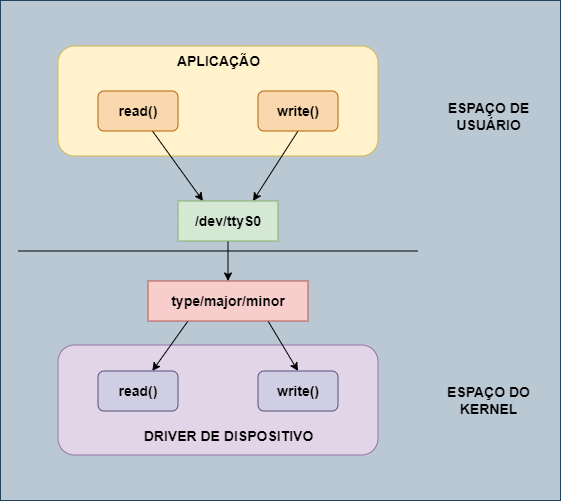 APLICAÇÃO
read()
write()
ESPAÇO DE
USUÁRIO
/dev/ttyS0
type/major/minor
read()
write()
ESPAÇO DO
KERNEL
DRIVER DE DISPOSITIVO